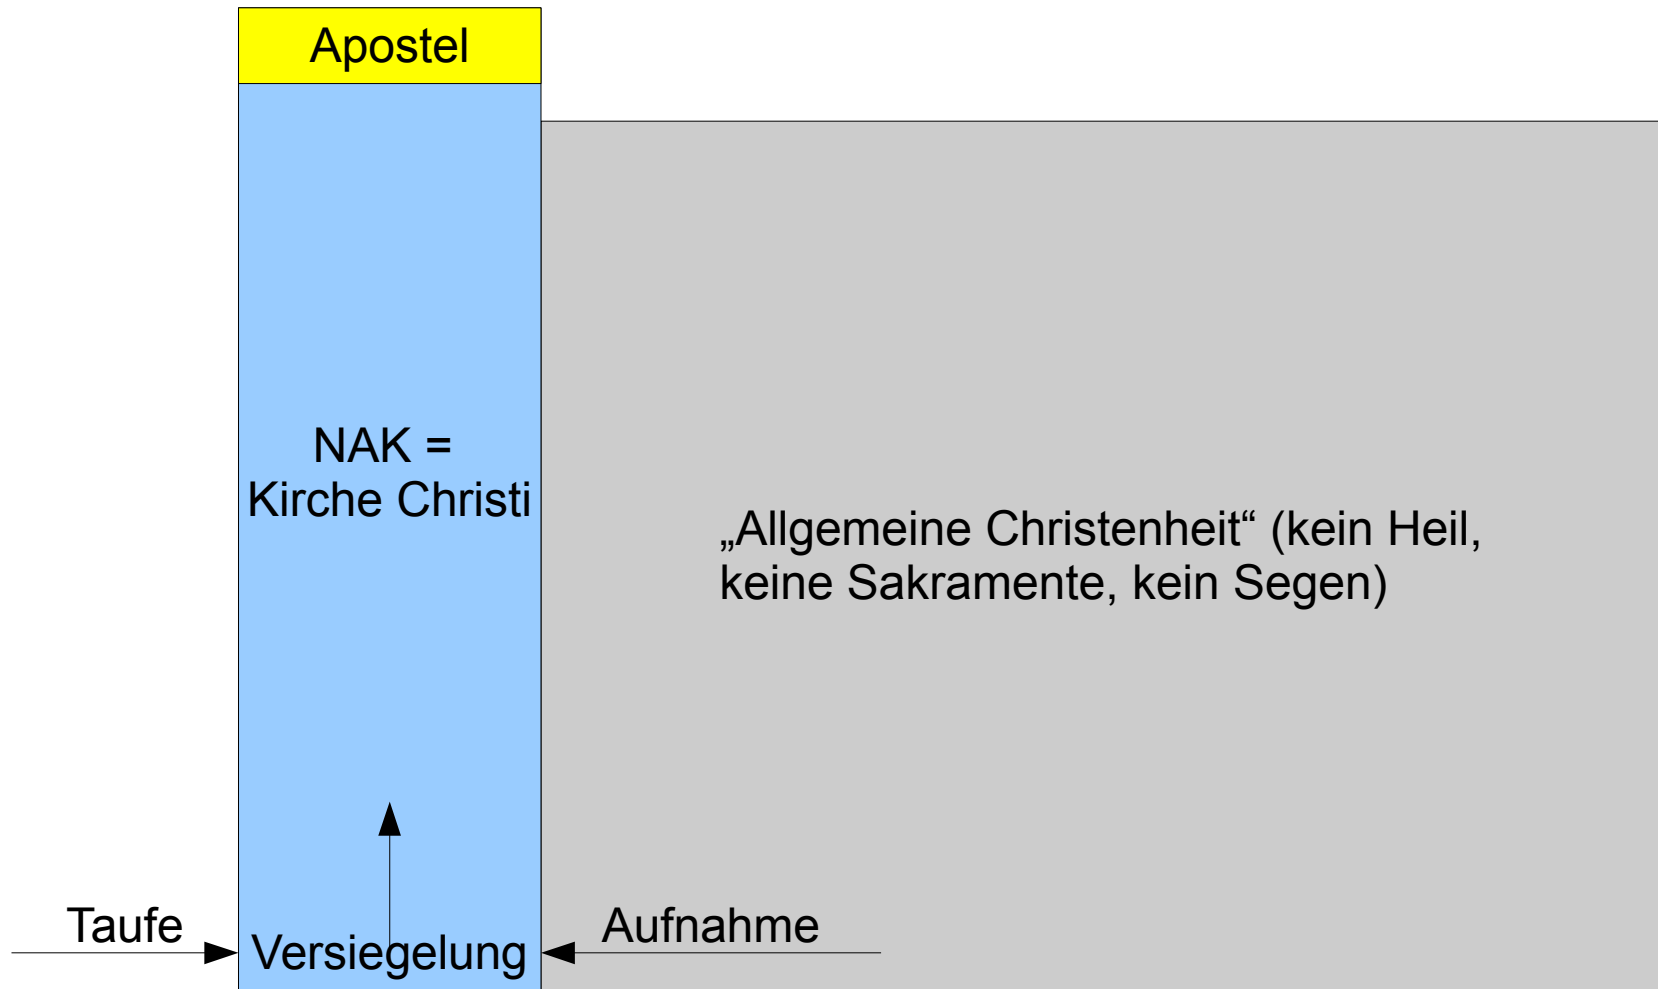 Apostel
NAK =
Kirche Christi
„Allgemeine Christenheit“ (kein Heil,
keine Sakramente, kein Segen)
Taufe
Versiegelung
Aufnahme